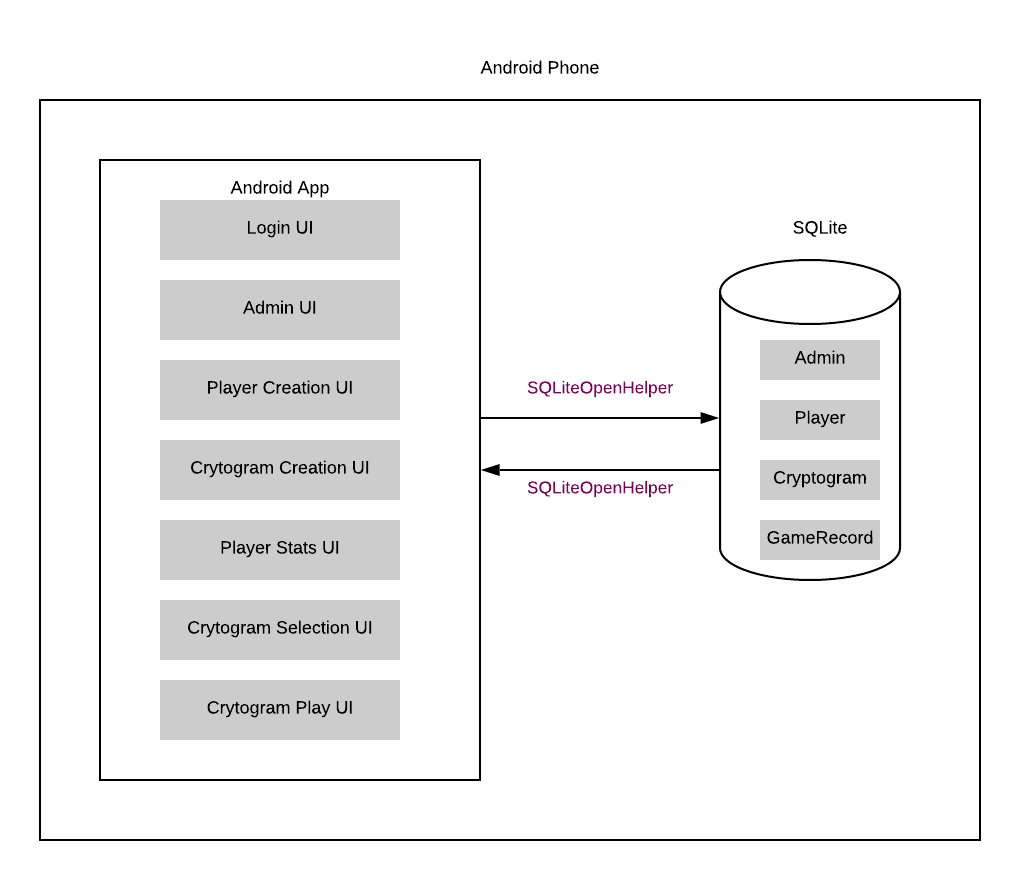 Android Phone
Android App
Login UI
Admin UI
Player Creation UI
Crytogram Creation UI
Player Stats UI
Crytogram Selection UI
Crytogram Play UI
SQLiteOpenHelper
SQLiteOpenHelper
SQLite
Admin
Player
Cryptogram
GameRecord